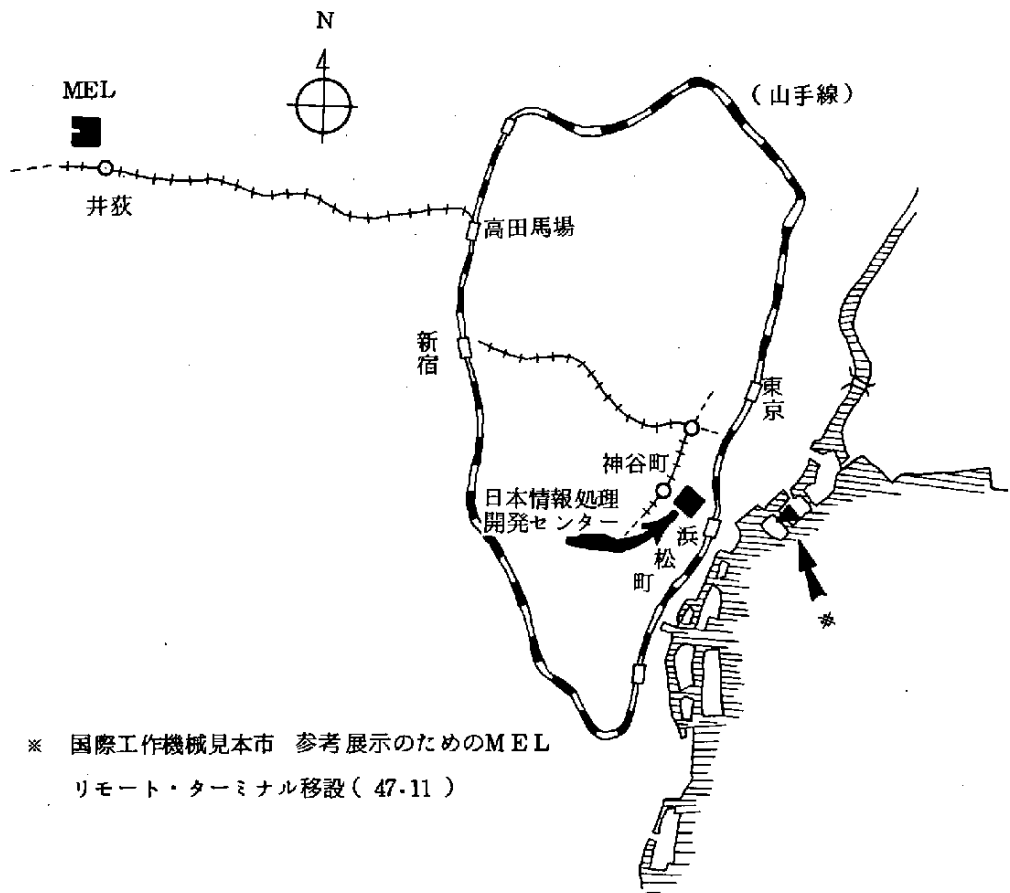 N
MEL
(山手線)
井荻
高田馬場
新宿
東京
神谷町
日本情報処理
開発センター
浜松町
※
※ 国際工作機械見本市 参考展示のためのMEL
リモート・ターミナル移設(47.11)